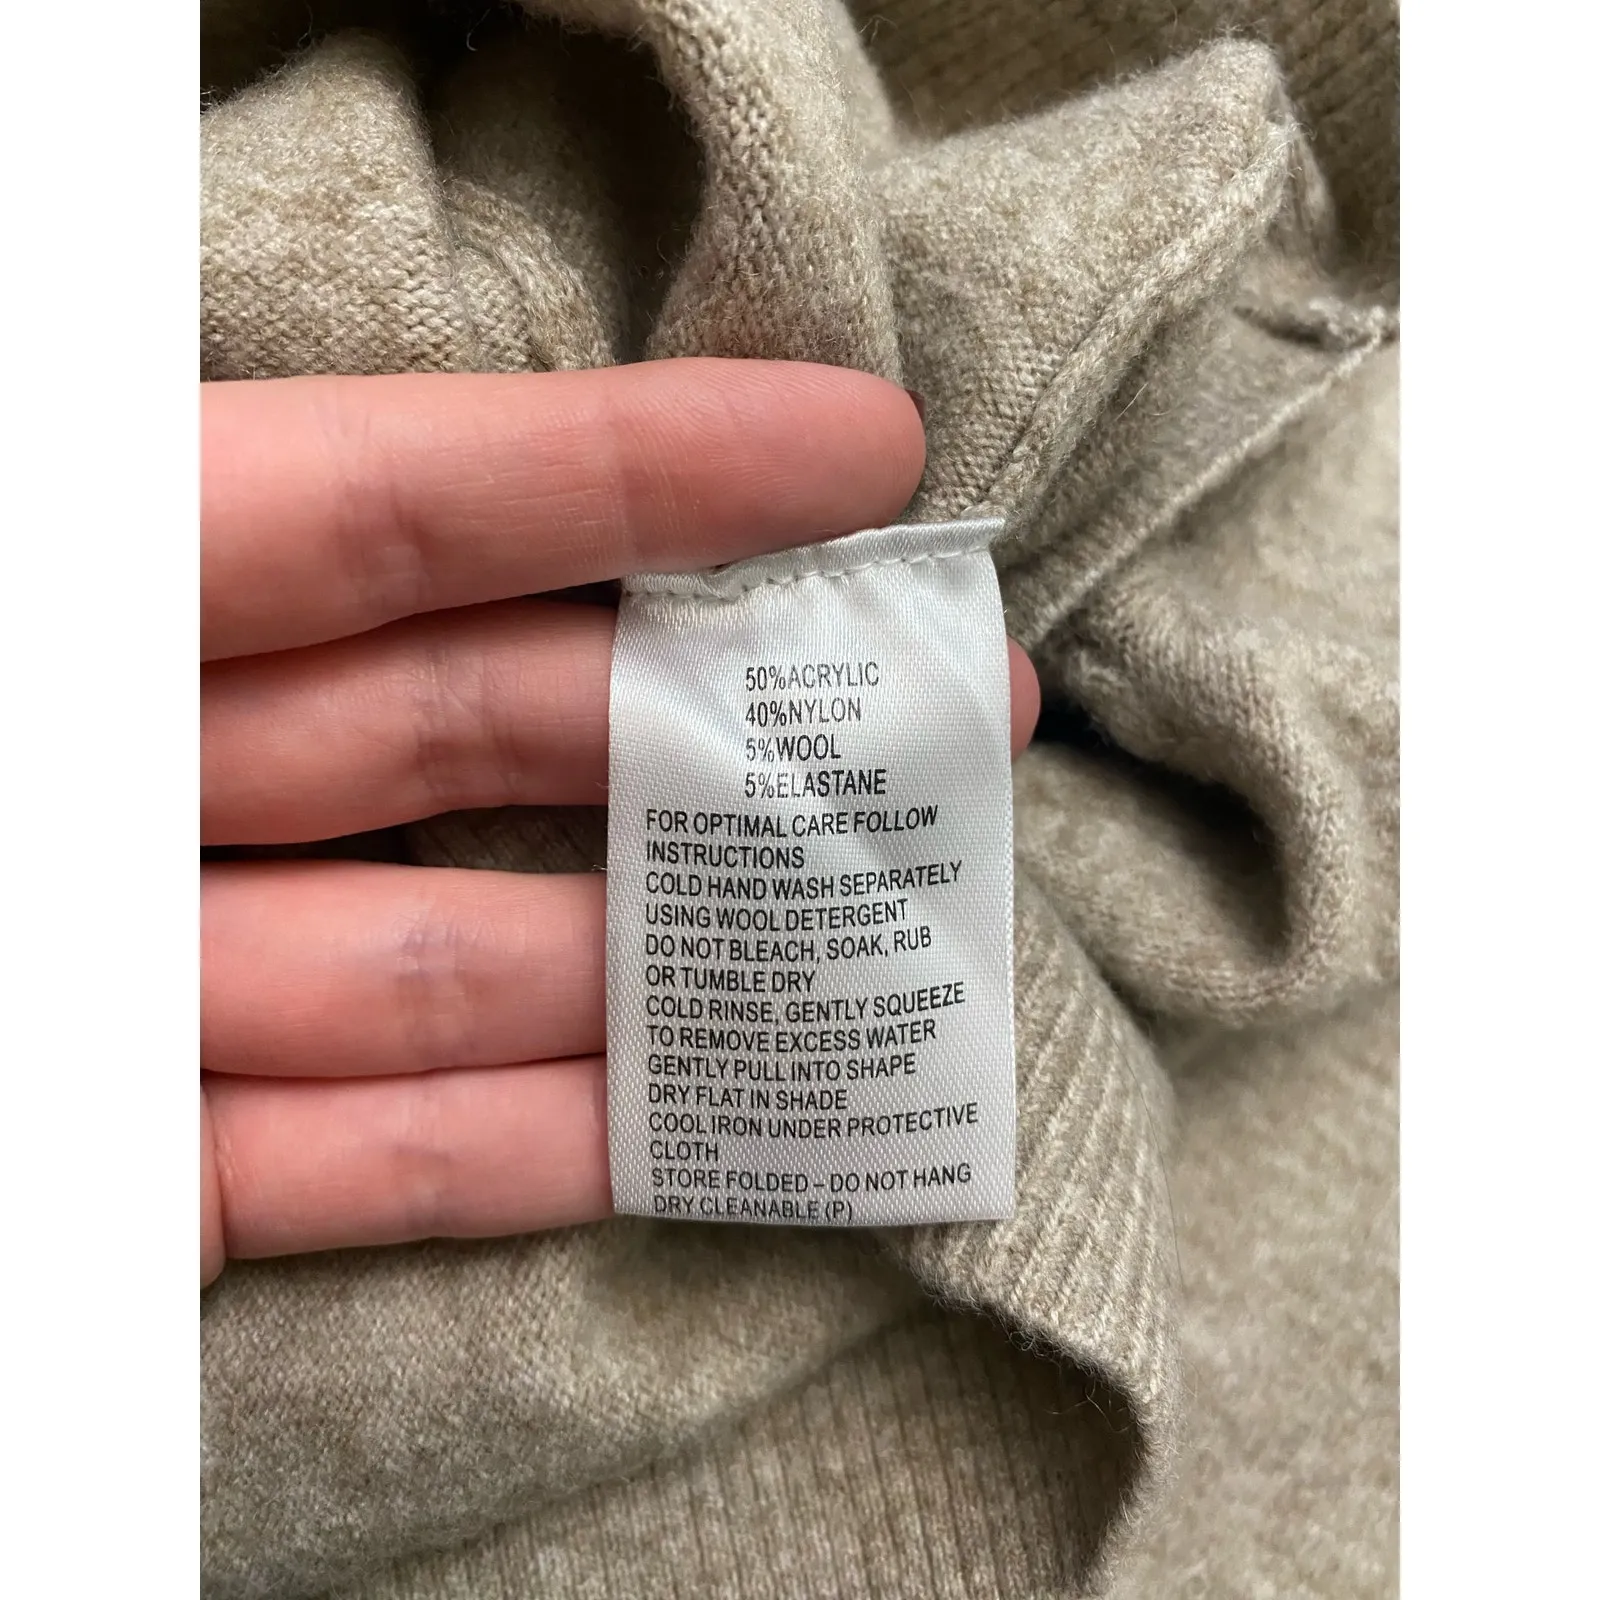 50%ACRYLIC
40%NYLON
5%WOOL
5%ELASTANE
FOR OPTIMAL CARE FOLLOW
INSTRUCTIONS
COLD HAND WASH SEPARATELY
USING WOOL DETERGENT
DO NOT BLEACH, SOAK, RUB
OR TUMBLE DRY
COLD RINSE, GENTLY SQUEEZE
TO REMOVE EXCESS WATER
GENTLY PULL INTO SHAPE
DRY FLAT IN SHADE
COOL IRON UNDER PROTECTIVE
CLOTH
STORE FOLDED – DO NOT HANG
DRY CLEANABLE (P)